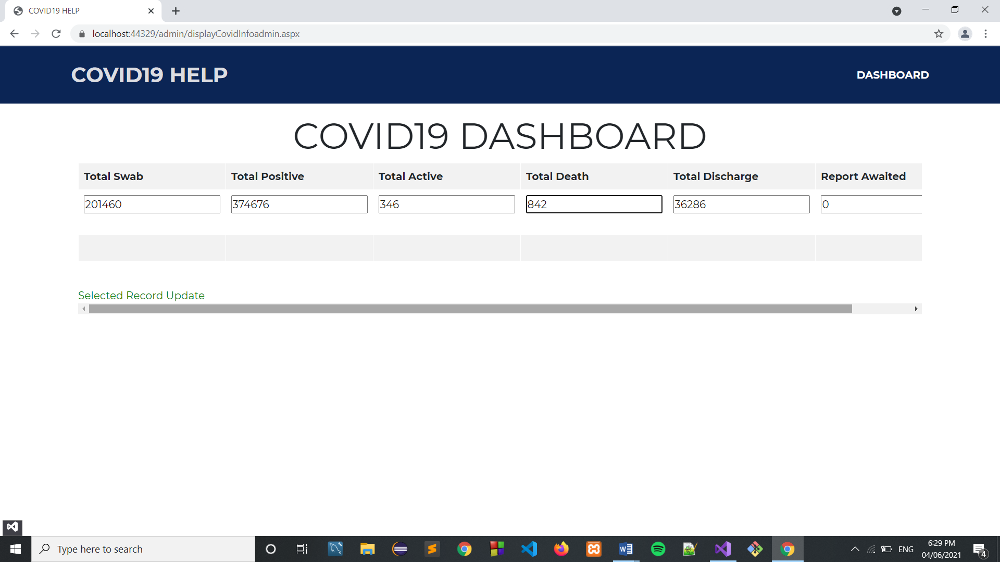 COVID19 HELP
localhost:44329/admin/displayCovidInfoadmin.aspx
COVID19 HELP
DASHBOARD
COVID19 DASHBOARD
Total Swab Total Positive Total Active Total Death Total Discharge Report Awaited
201460 374676 346 842 36286 0
Selected Record Update
Type here to search
ENG
6:29 PM
04/06/2021
4